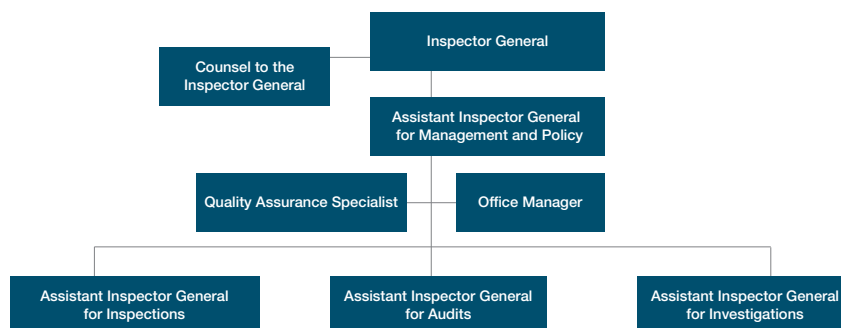 Inspector General
Counsel to the
Inspector General
Assistant Inspector General
for Management and Policy
Quality Assurance Specialist
Office Manager
Assistant Inspector General
for Inspections
Assistant Inspector General
for Audits
Assistant Inspector General
for Investigations